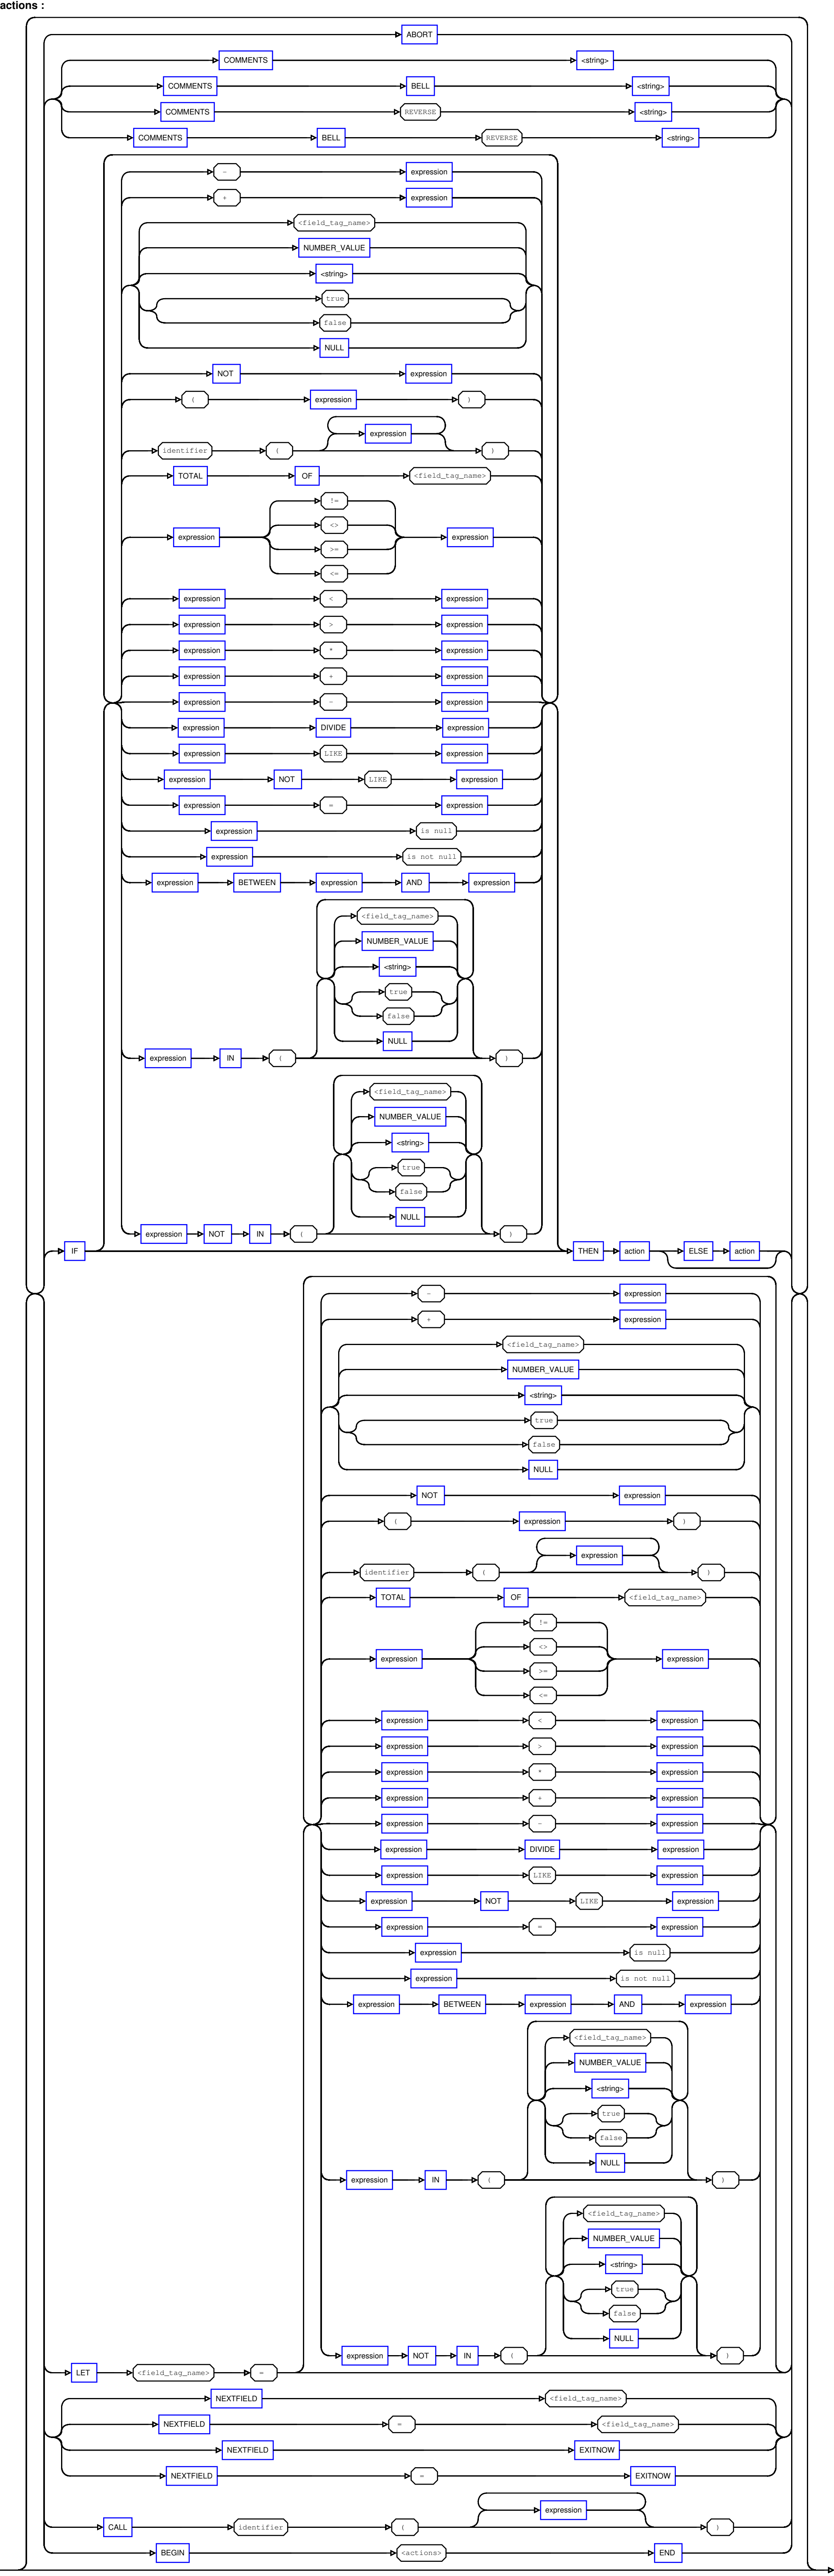 actions :
ABORT
COMMENTS <string>
COMMENTS BELL <string>
COMMENTS REVERSE <string>
COMMENTS BELL REVERSE <string>
- expression
+ expression
<field_tag_name>
NUMBER_VALUE
<string>
true
false
NULL
NOT expression
( expression )
expression
identifier ( )
TOTAL OF <field_tag_name>
!=
<>
expression expression
>=
<=
expression < expression
expression > expression
expression * expression
expression + expression
expression - expression
expression DIVIDE expression
expression LIKE expression
expression NOT LIKE expression
expression = expression
expression is null
expression is not null
expression BETWEEN expression AND expression
<field_tag_name>
NUMBER_VALUE
<string>
true
false
NULL
expression IN ( )
<field_tag_name>
NUMBER_VALUE
<string>
true
false
NULL
expression NOT IN ( )
IF THEN action ELSE action
- expression
+ expression
<field_tag_name>
NUMBER_VALUE
<string>
true
false
NULL
NOT expression
( expression )
expression
identifier ( )
TOTAL OF <field_tag_name>
!=
<>
expression expression
>=
<=
expression < expression
expression > expression
expression * expression
expression + expression
expression - expression
expression DIVIDE expression
expression LIKE expression
expression NOT LIKE expression
expression = expression
expression is null
expression is not null
expression BETWEEN expression AND expression
<field_tag_name>
NUMBER_VALUE
<string>
true
false
NULL
expression IN ( )
<field_tag_name>
NUMBER_VALUE
<string>
true
false
NULL
expression NOT IN ( )
LET <field_tag_name> =
NEXTFIELD <field_tag_name>
NEXTFIELD = <field_tag_name>
NEXTFIELD EXITNOW
NEXTFIELD = EXITNOW
expression
CALL identifier ( )
BEGIN <actions> END